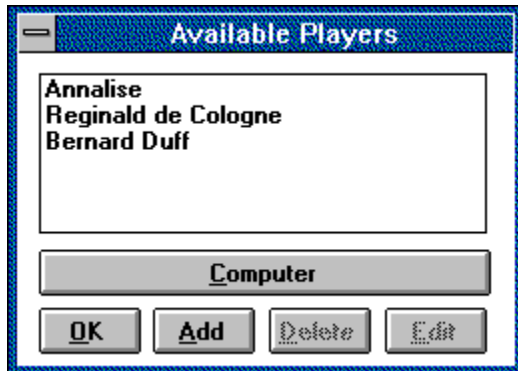 Available Players
Annalise
Reginald de Cologne
Bernard Duff
Computer
OK Add Delete Edit